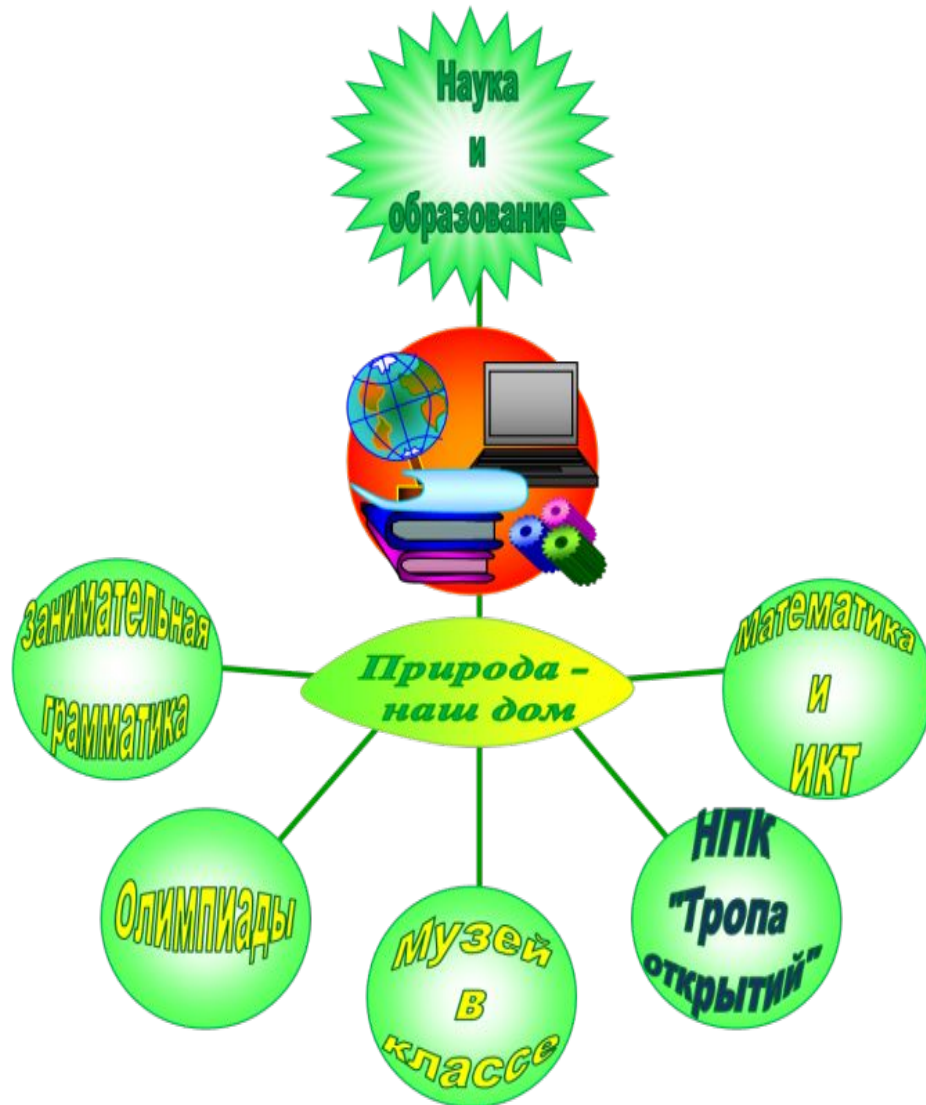 Наука
и
образование
Природа -
наш дом
Занимательная
грамматика
Математика
и
ИКТ
Олимпиады
НПК
"Тропа
открытий"
Музей
в
классе